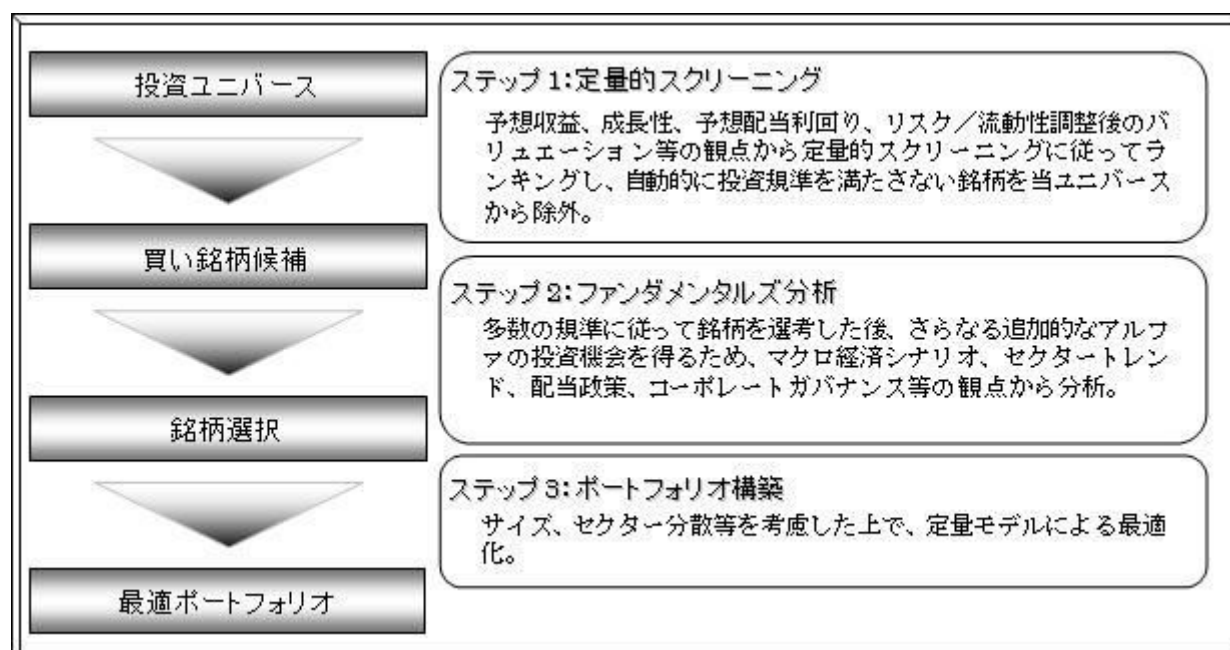 投資ユニバース
ステップ1:定量的スクリーニング
予想収益、成長性、予想配当利回り、リスク／流動性調整後のバ
リュエーション等の観点から定量的スクリーニングに従ってラ
ンキングし、自動的に投資規準を満たさない銘柄を当ユニバース
から除外。
買い銘柄候補
ステップ2:ファンダメンタルズ分析
多数の規準に従って銘柄を選考した後、さらなる追加的なアルフ
ァの投資機会を得るため、マクロ経済シナリオ、セクタートレン
ド、配当政策、コーポレートガバナンス等の観点から分析。
銘柄選択
ステップ3:ポートフォリオ構築
サイズ、セクター分散等を考慮した上で、定量モデルによる最適
化。
最適ポートフォリオ